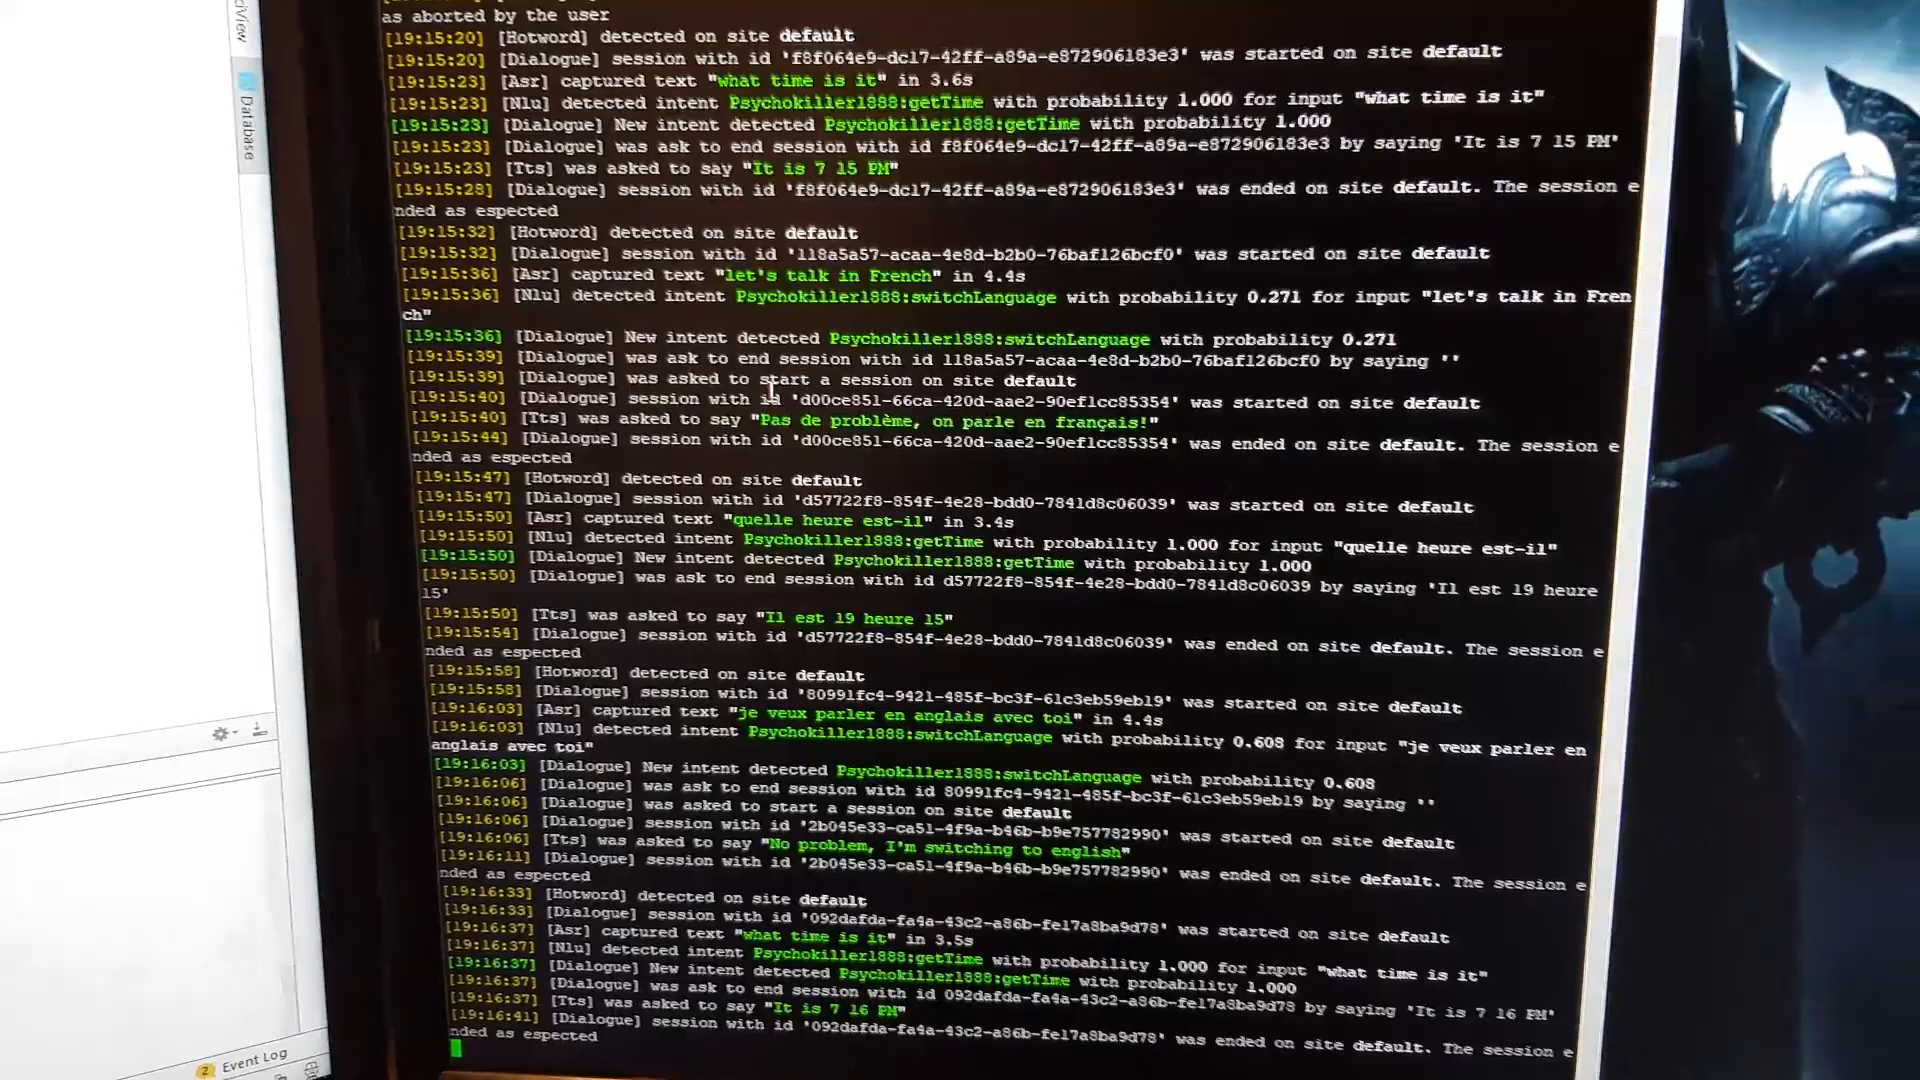 as aborted by the user
[19:15:20] [Hotword] detected on site default
[19:15:20] [Dialogue] session with id 'f8f064e9-dc17-42ff-a89a-e872906183e3' was started on site default
[19:15:23] [Asr] captured text "what time is it" in 3.6s
[19:15:23] [Nlu] detected intent Psychokiller1888:getTime with probability 1.000 for input "what time is it"
[19:15:23] [Dialogue] New intent detected Psychokiller1888:getTime with probability 1.000
[19:15:23] [Dialogue] was ask to end session with id f8f064e9-dc17-42ff-a89a-e872906183e3 by saying 'It is 7 15 PM'
[19:15:23] [Tts] was asked to say "It is 7 15 PM"
[19:15:28] [Dialogue] session with id 'f8f064e9-dc17-42ff-a89a-e872906183e3' was ended on site default. The session e
nded as espected
[19:15:32] [Hotword] detected on site default
[19:15:32] [Dialogue] session with id '118a5a57-acaa-4e8d-b2b0-76baf126bcf0' was started on site default
[19:15:36] [Asr] captured text "let's talk in French" in 4.4s
[19:15:36] [Nlu] detected intent Psychokiller1888:switchLanguage with probability 0.271 for input "let's talk in Fren
ch"
[19:15:36] [Dialogue] New intent detected Psychokiller1888:switchLanguage with probability 0.271
[19:15:39] [Dialogue] was ask to end session with id 118a5a57-acaa-4e8d-b2b0-76baf126bcf0 by saying ''
[19:15:39] [Dialogue] was asked to start a session on site default
[19:15:40] [Dialogue] session with id 'd00ce851-66ca-420d-aae2-90ef1cc85354' was started on site default
[19:15:40] [Tts] was asked to say "Pas de problème, on parle en français!"
[19:15:44] [Dialogue] session with id 'd00ce851-66ca-420d-aae2-90ef1cc85354' was ended on site default. The session e
nded as espected
[19:15:47] [Hotword] detected on site default
[19:15:47] [Dialogue] session with id 'd57722f8-854f-4e28-bdd0-7841d8c06039' was started on site default
[19:15:50] [Asr] captured text "quelle heure est-il" in 3.4s
[19:15:50] [Nlu] detected intent Psychokiller1888:getTime with probability 1.000 for input "quelle heure est-il"
[19:15:50] [Dialogue] New intent detected Psychokiller1888:getTime with probability 1.000
[19:15:50] [Dialogue] was ask to end session with id d57722f8-854f-4e28-bdd0-7841d8c06039 by saying 'Il est 19 heure
15'
[19:15:50] [Tts] was asked to say "Il est 19 heure 15"
[19:15:54] [Dialogue] session with id 'd57722f8-854f-4e28-bdd0-7841d8c06039' was ended on site default. The session e
nded as espected
[19:15:58] [Hotword] detected on site default
[19:15:58] [Dialogue] session with id '80991fc4-9421-485f-bc3f-61c3eb59eb19' was started on site default
[19:16:03] [Asr] captured text "je veux parler en anglais avec toi" in 4.4s
[19:16:03] [Nlu] detected intent Psychokiller1888:switchLanguage with probability 0.608 for input "je veux parler en
anglais avec toi"
[19:16:03] [Dialogue] New intent detected Psychokiller1888:switchLanguage with probability 0.608
[19:16:06] [Dialogue] was ask to end session with id 80991fc4-9421-485f-bc3f-61c3eb59eb19 by saying ''
[19:16:06] [Dialogue] was asked to start a session on site default
[19:16:06] [Dialogue] session with id '2b045e33-ca51-4f9a-b46b-b9e757782990' was started on site default
[19:16:06] [Tts] was asked to say "No problem, I'm switching to english"
[19:16:11] [Dialogue] session with id '2b045e33-ca51-4f9a-b46b-b9e757782990' was ended on site default. The session e
nded as espected
[19:16:33] [Hotword] detected on site default
[19:16:33] [Dialogue] session with id '092dafda-fa4a-43c2-a86b-fe17a8ba9d78' was started on site default
[19:16:37] [Asr] captured text "what time is it" in 3.5s
[19:16:37] [Nlu] detected intent Psychokiller1888:getTime with probability 1.000 for input "what time is it"
[19:16:37] [Dialogue] New intent detected Psychokiller1888:getTime with probability 1.000
[19:16:37] [Dialogue] was ask to end session with id 092dafda-fa4a-43c2-a86b-fe17a8ba9d78 by saying 'It is 7 16 PM'
[19:16:37] [Tts] was asked to say "It is 7 16 PM"
[19:16:41] [Dialogue] session with id '092dafda-fa4a-43c2-a86b-fe17a8ba9d78' was ended on site default. The session e
nded as espected
Database
2 Event Log